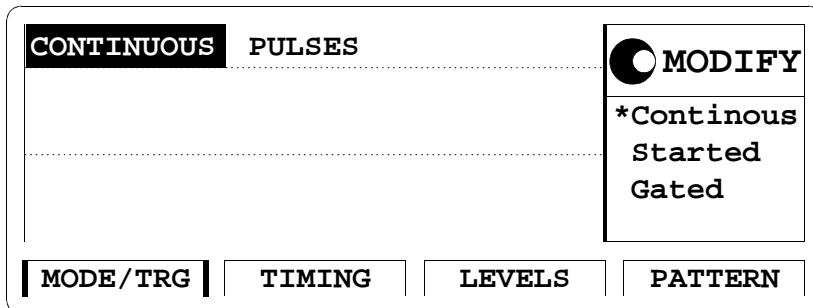 CONTINUOUS PULSES
MODIFY
*Continous
Started
Gated
MODE/TRG TIMING LEVELS PATTERN